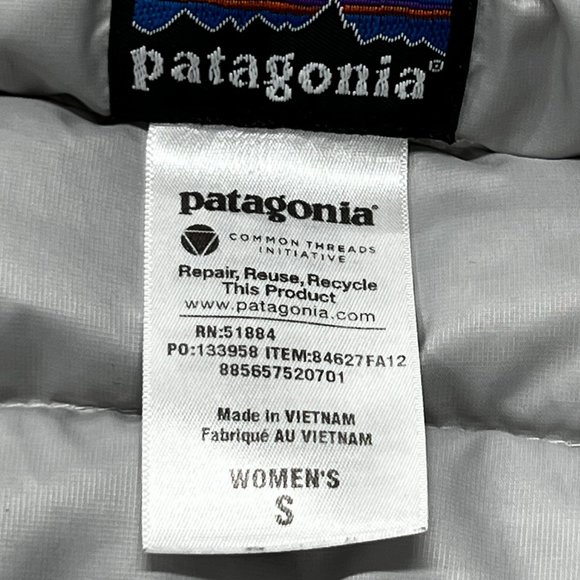 patagonia®
patagonia®
COMMON THREADS
INITIATIVE
Repair, Reuse, Recycle
This Product
www.patagonia.com
RN:51884
PO:133958 ITEM:84627FA12
885657520701
Made in VIETNAM
Fabriqué AU VIETNAM
WOMEN'S
S